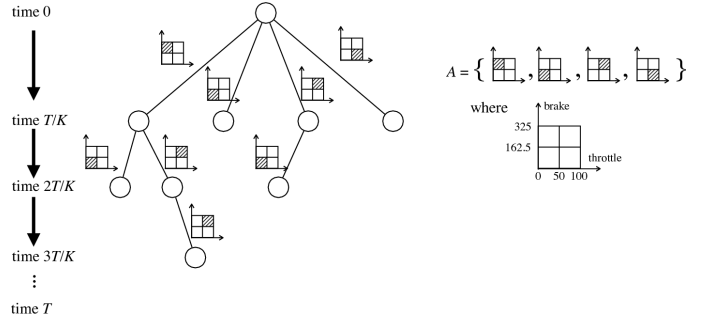 time 0
time T/K
time 2T/K
time 3T/K
⋮
time T
A = { , , , }
where
brake
325
162.5
throttle
0 50 100